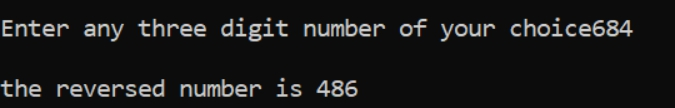 Enter any three digit number of your choice684
the reversed number is 486